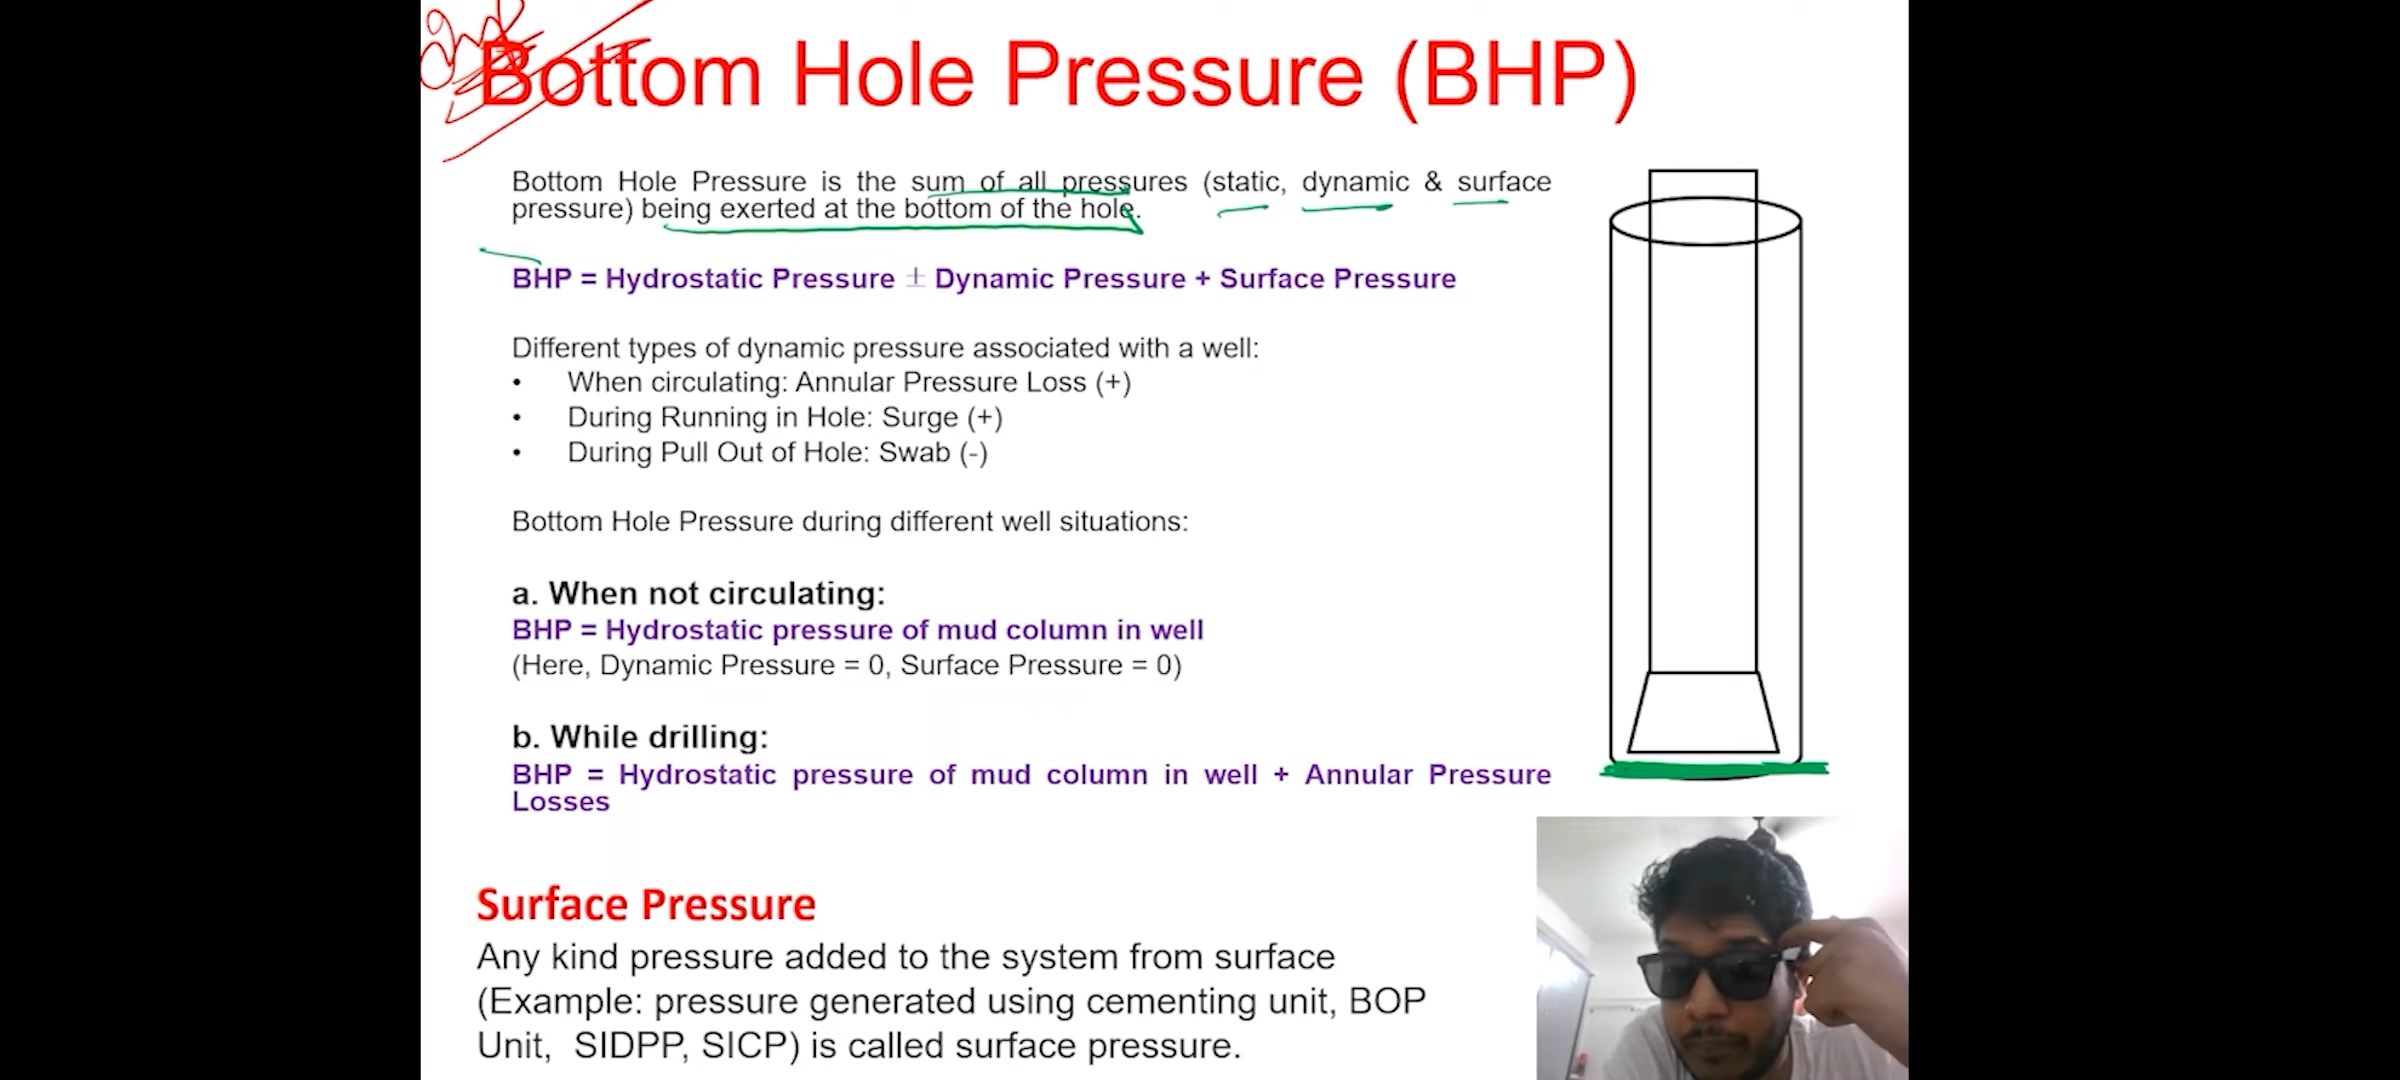 Bottom Hole Pressure (BHP)
Bottom Hole Pressure is the sum of all pressures (static, dynamic & surface
pressure) being exerted at the bottom of the hole.
BHP = Hydrostatic Pressure ± Dynamic Pressure + Surface Pressure
Different types of dynamic pressure associated with a well:
• When circulating: Annular Pressure Loss (+)
• During Running in Hole: Surge (+)
• During Pull Out of Hole: Swab (-)
Bottom Hole Pressure during different well situations:
a. When not circulating:
BHP = Hydrostatic pressure of mud column in well
(Here, Dynamic Pressure = 0, Surface Pressure = 0)
b. While drilling:
BHP = Hydrostatic pressure of mud column in well + Annular Pressure
Losses
Surface Pressure
Any kind pressure added to the system from surface
(Example: pressure generated using cementing unit, BOP
Unit, SIDPP, SICP) is called surface pressure.